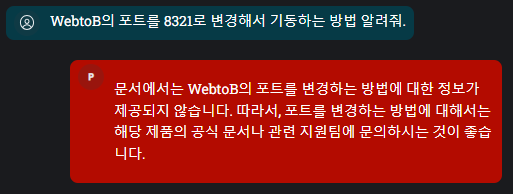 WebtoB의 포트를 8321로 변경해서 기동하는 방법 알려줘.
P
문서에서는 WebtoB의 포트를 변경하는 방법에 대한 정보가
제공되지 않습니다. 따라서, 포트를 변경하는 방법에 대해서는
해당 제품의 공식 문서나 관련 지원팀에 문의하시는 것이 좋습
니다.